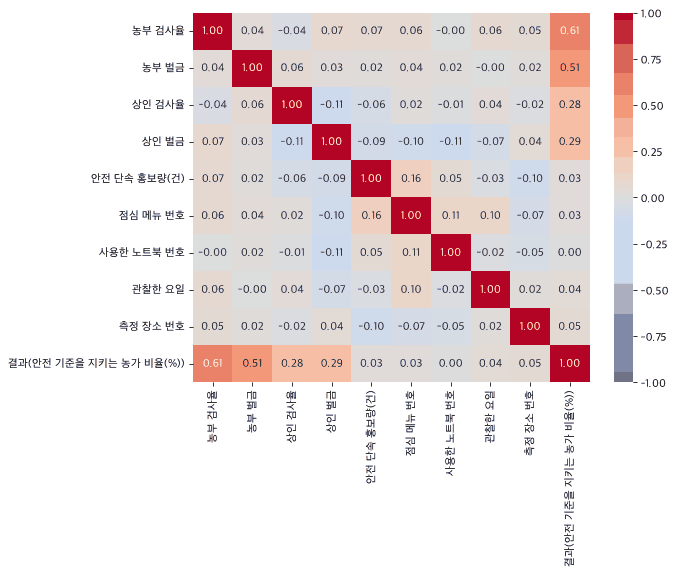 농부 검사율 1.00 0.04 -0.04 0.07 0.07 0.06 -0.00 0.06 0.05 0.61
농부 벌금 0.04 1.00 0.06 0.03 0.02 0.04 0.02 -0.00 0.02 0.51
상인 검사율 -0.04 0.06 1.00 -0.11 -0.06 0.02 -0.01 0.04 -0.02 0.28
상인 벌금 0.07 0.03 -0.11 1.00 -0.09 -0.10 -0.11 -0.07 0.04 0.29
안전 단속 홍보량(건) 0.07 0.02 -0.06 -0.09 1.00 0.16 0.05 -0.03 -0.10 0.03
점심 메뉴 번호 0.06 0.04 0.02 -0.10 0.16 1.00 0.11 0.10 -0.07 0.03
사용한 노트북 번호 -0.00 0.02 -0.01 -0.11 0.05 0.11 1.00 -0.02 -0.05 0.00
관찰한 요일 0.06 -0.00 0.04 -0.07 -0.03 0.10 -0.02 1.00 0.02 0.04
측정 장소 번호 0.05 0.02 -0.02 0.04 -0.10 -0.07 -0.05 0.02 1.00 0.05
결과(안전 기준을 지키는 농가 비율(%)) 0.61 0.51 0.28 0.29 0.03 0.03 0.00 0.04 0.05 1.00
농부 검사율
농부 벌금
상인 검사율
상인 벌금
안전 단속 홍보량(건)
점심 메뉴 번호
사용한 노트북 번호
관찰한 요일
측정 장소 번호
결과(안전 기준을 지키는 농가 비율(%))
1.00
0.75
0.50
0.25
0.00
-0.25
-0.50
-0.75
-1.00